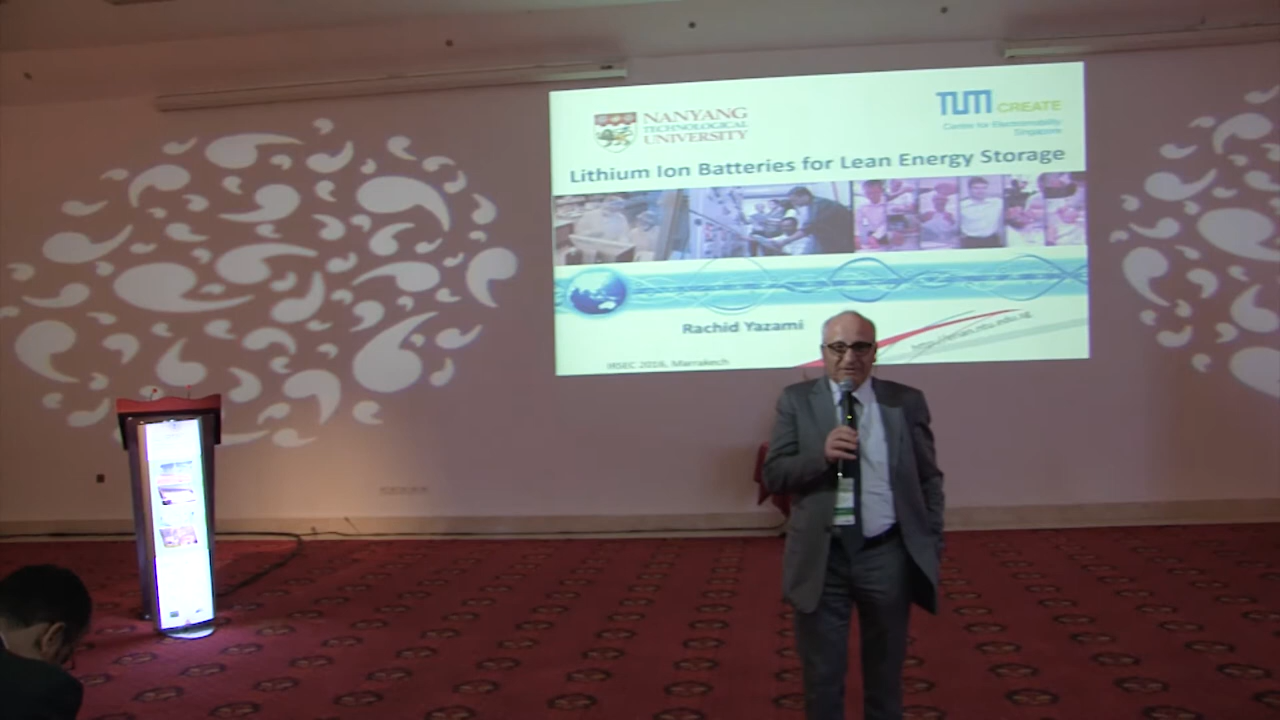 NANYANG
TECHNOLOGICAL
UNIVERSITY
TUM CREATE
Centre for Electromobility
Singapore
Lithium Ion Batteries for Lean Energy Storage
Rachid Yazami
2016, Marrakech